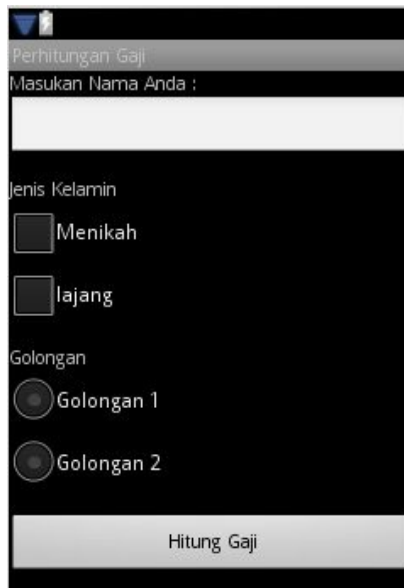 Perhitungan Gaji
Masukan Nama Anda :
Jenis Kelamin
Menikah
lajang
Golongan
Golongan 1
Golongan 2
Hitung Gaji